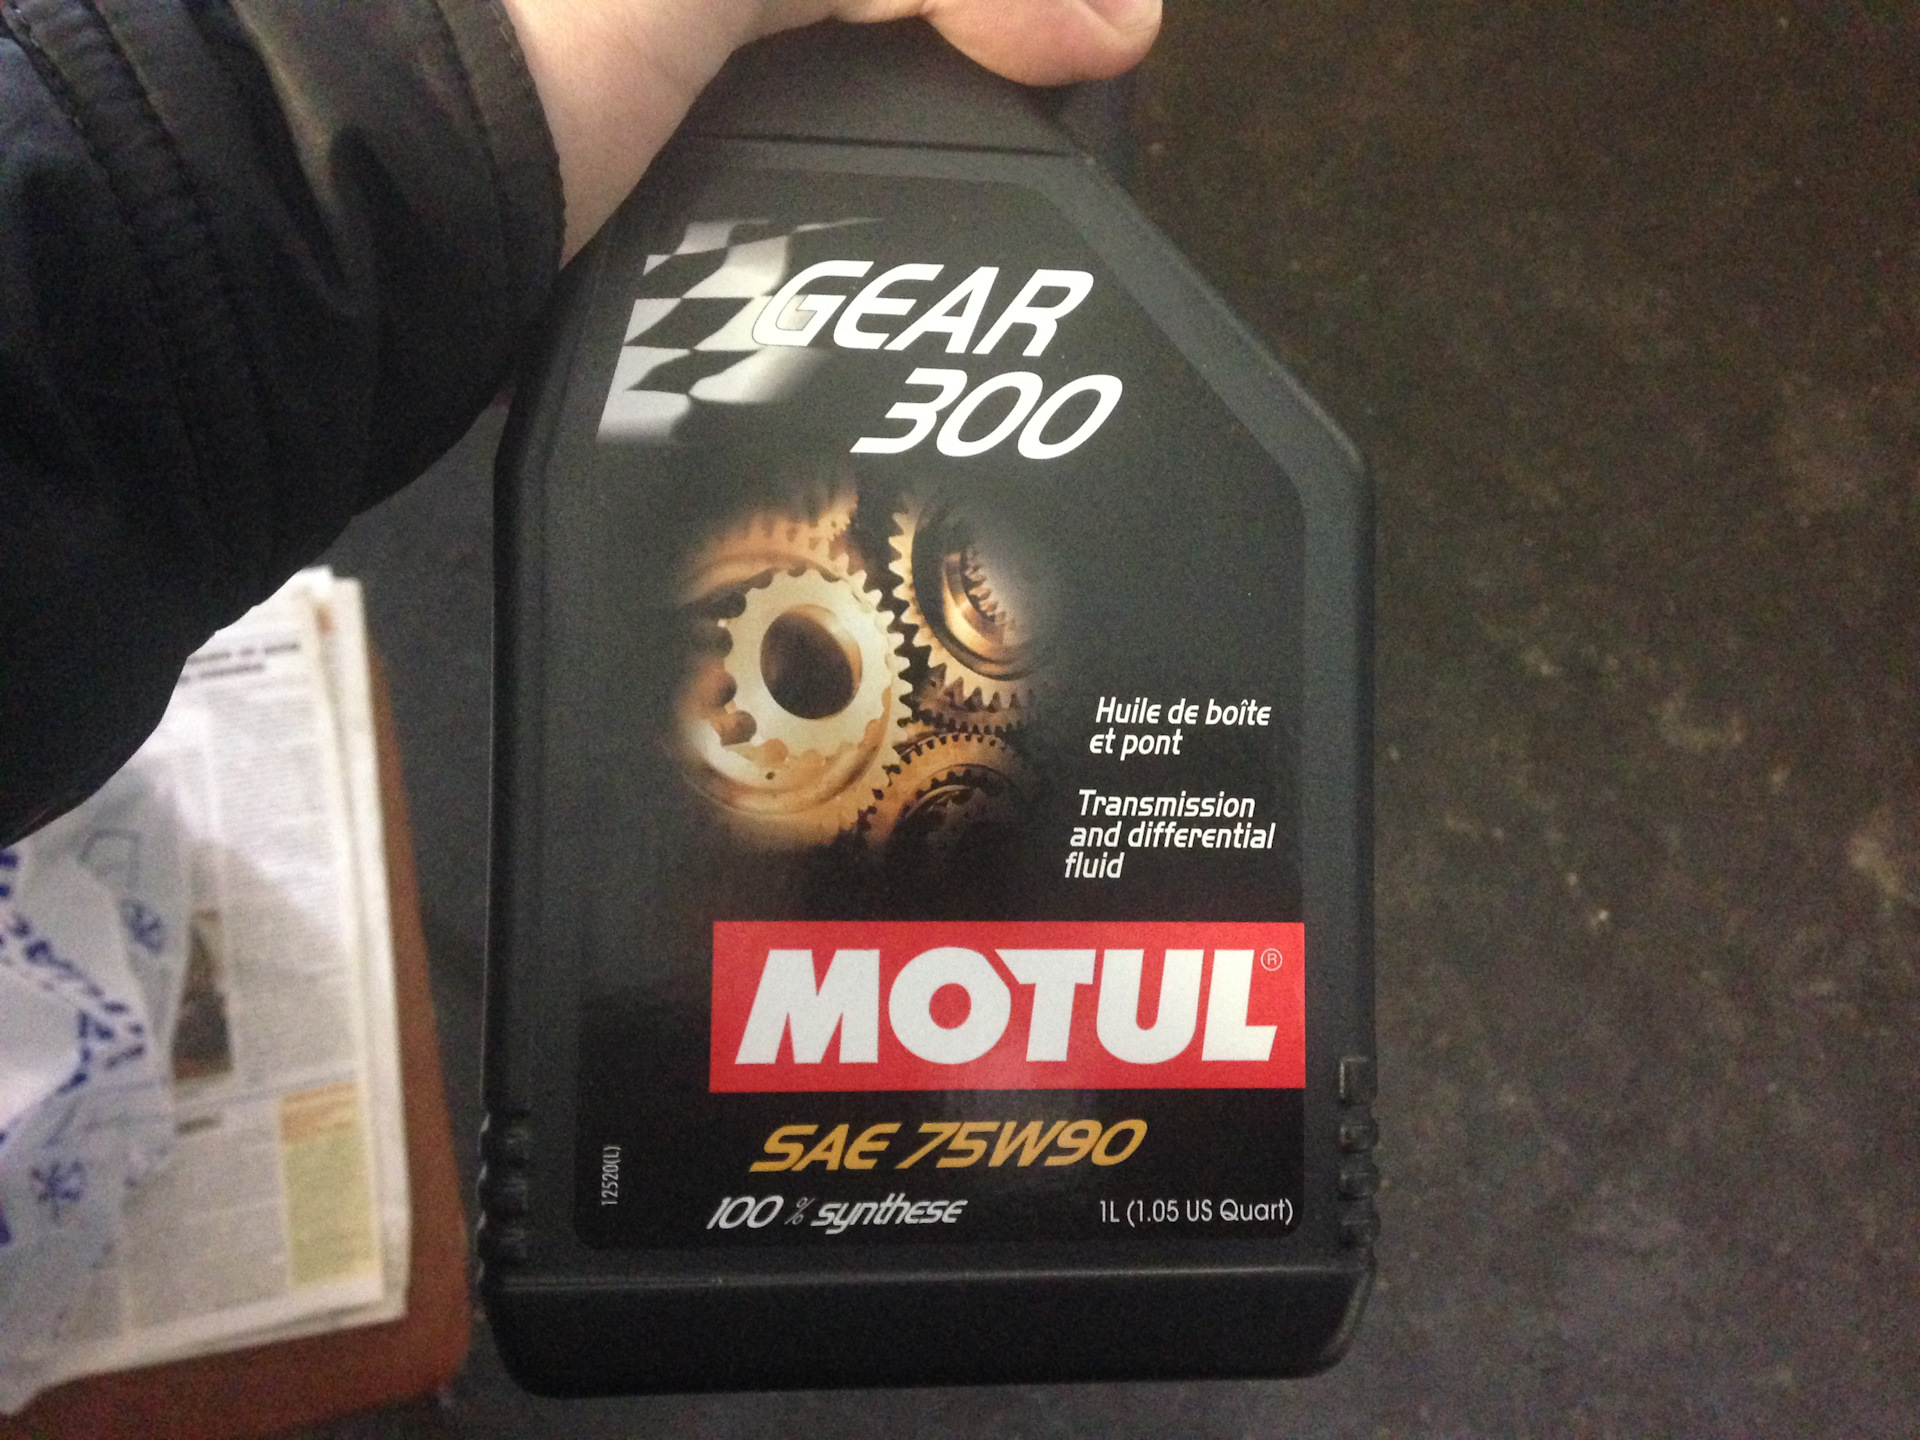 GEAR
300
Huile de boîte
et pont
Transmission
and differential
fluid
MOTUL®
SAE 75W90
12520(L)
100 % synthese
1L (1.05 US Quart)